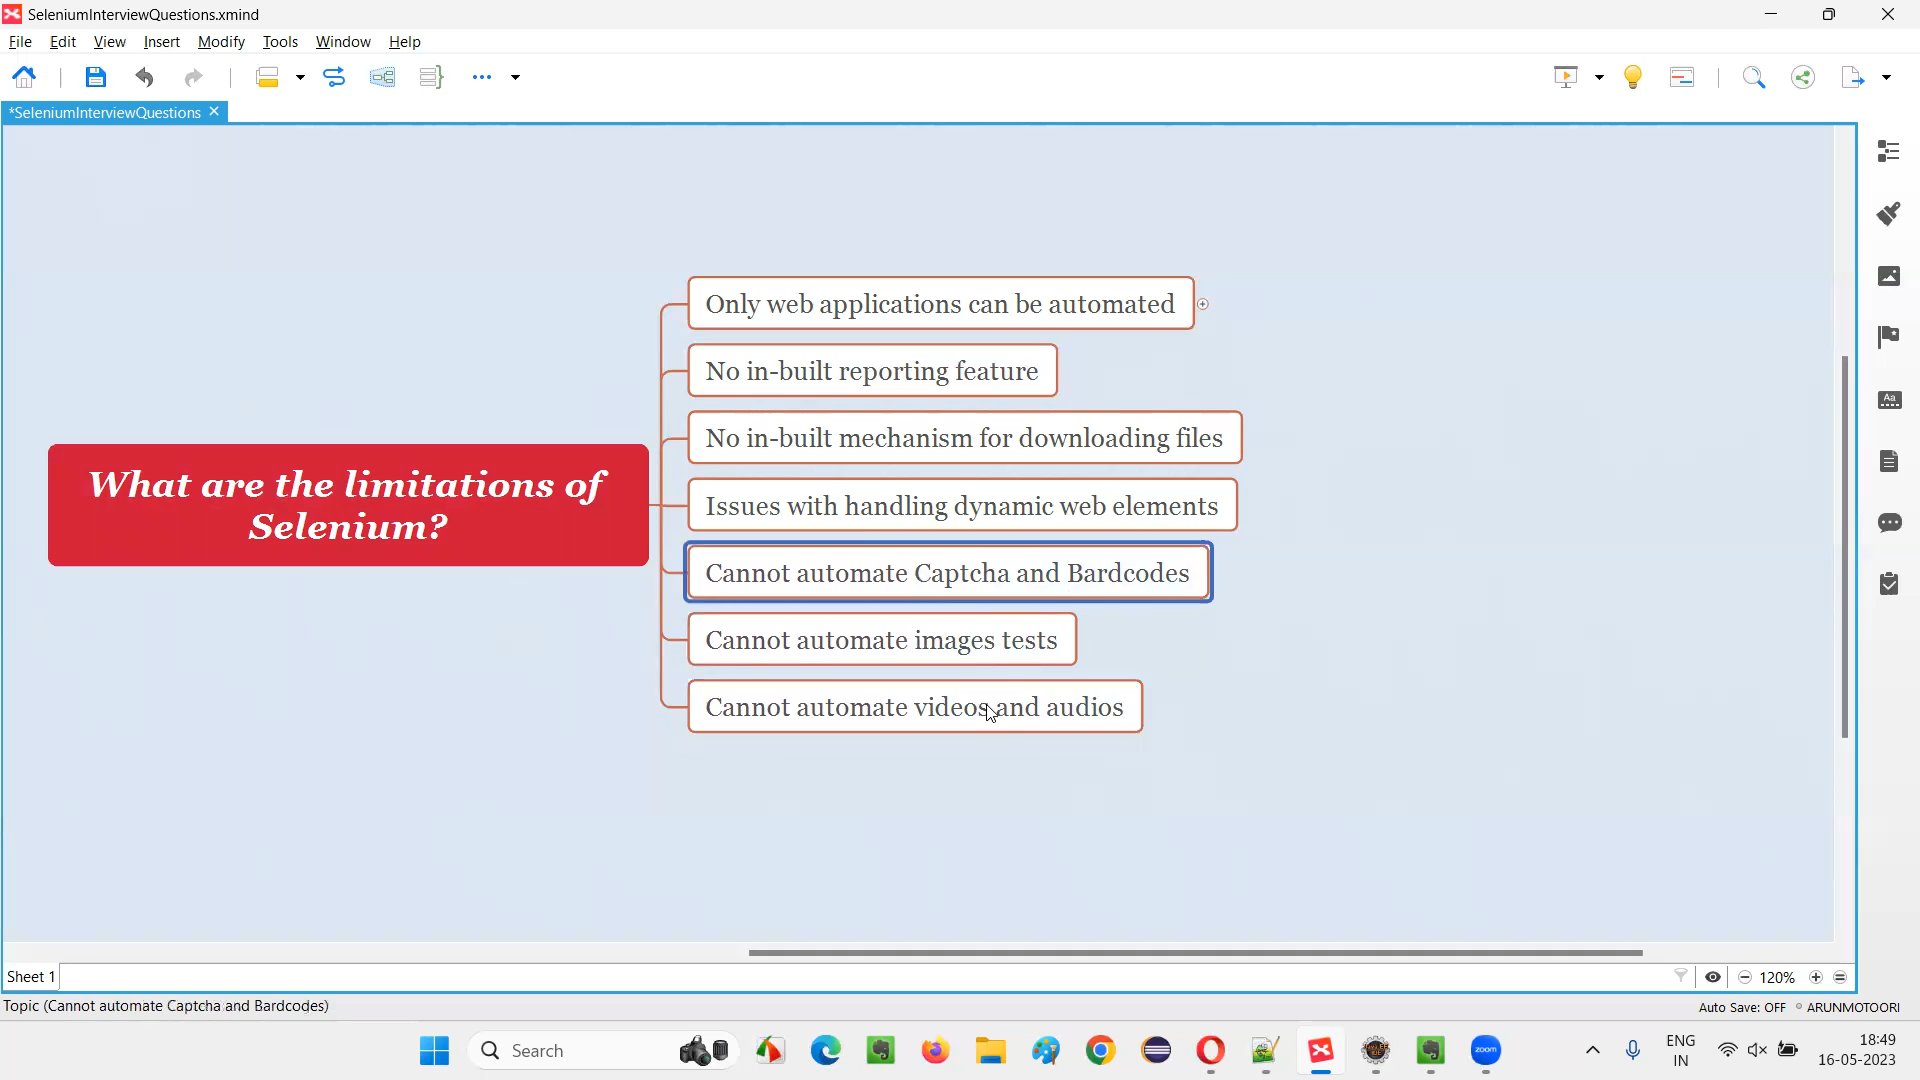 SeleniumInterviewQuestions.xmind
File Edit View Insert Modify Tools Window Help
*SeleniumInterviewQuestions
Only web applications can be automated
No in-built reporting feature
No in-built mechanism for downloading files
What are the limitations of
Selenium?
Issues with handling dynamic web elements
Cannot automate Captcha and Bardcodes
Cannot automate images tests
Cannot automate videos and audios
Aa
Sheet 1
120%
Topic (Cannot automate Captcha and Bardcodes)
Auto Save: OFF
ARUNMOTOORI
Search
zoom
ENG
IN
18:49
16-05-2023